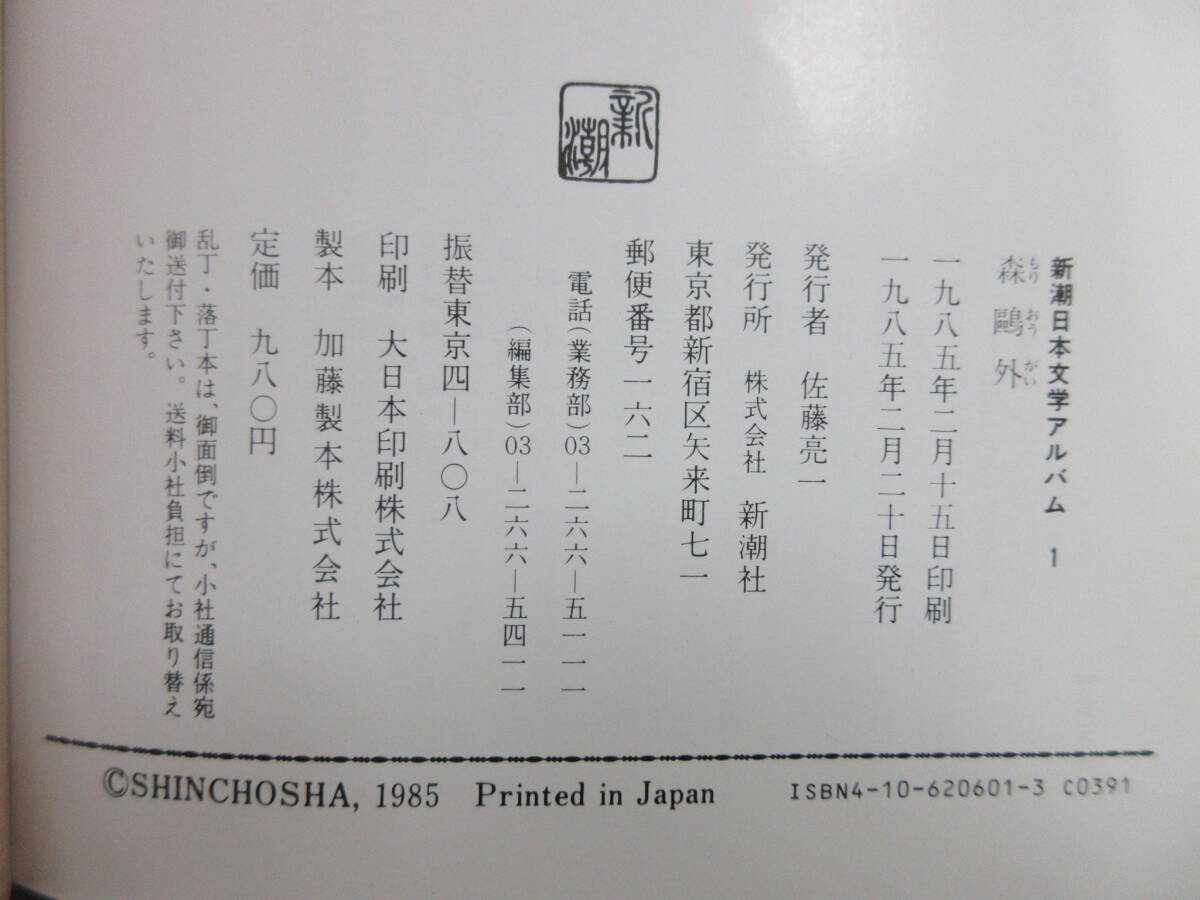 新潮
新潮日本文学アルバム 1
森鷗外
もりおうがい
一九八五年二月十五日印刷
一九八五年二月二十日発行
発行者 佐藤亮一
発行所 株式会社 新潮社
東京都新宿区矢来町七一
郵便番号一六二
電話(業務部)03―二六六―五一一一
(編集部)03―二六六―五四一一
振替東京四―八〇八
印刷 大日本印刷株式会社
製本 加藤製本株式会社
定価 九八〇円
乱丁・落丁本は、御面倒ですが、小社通信係宛
御送付下さい。送料小社負担にてお取り替え
いたします。
©SHINCHOSHA, 1985 Printed in Japan
ISBN4-10-620601-3 C0391